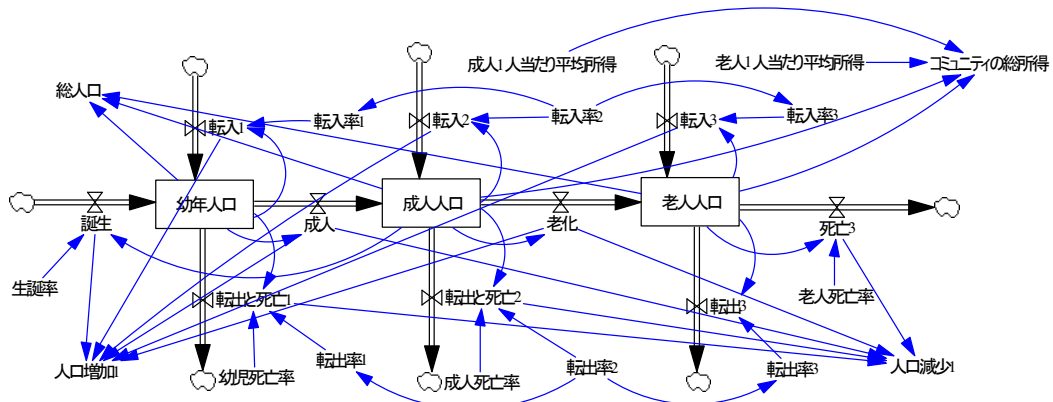 成人1人当たり平均所得
老人1人当たり平均所得
コミュニティの総所得
総人口
転入1
転入率1
転入2
転入率2
転入3
転入率3
幼年人口
成人人口
老人人口
誕生
成人
老化
死亡3
生誕率
転出と死亡1
転出と死亡2
転出3
老人死亡率
人口増加1
幼児死亡率
転出率1
成人死亡率
転出率2
転出率3
人口減少1